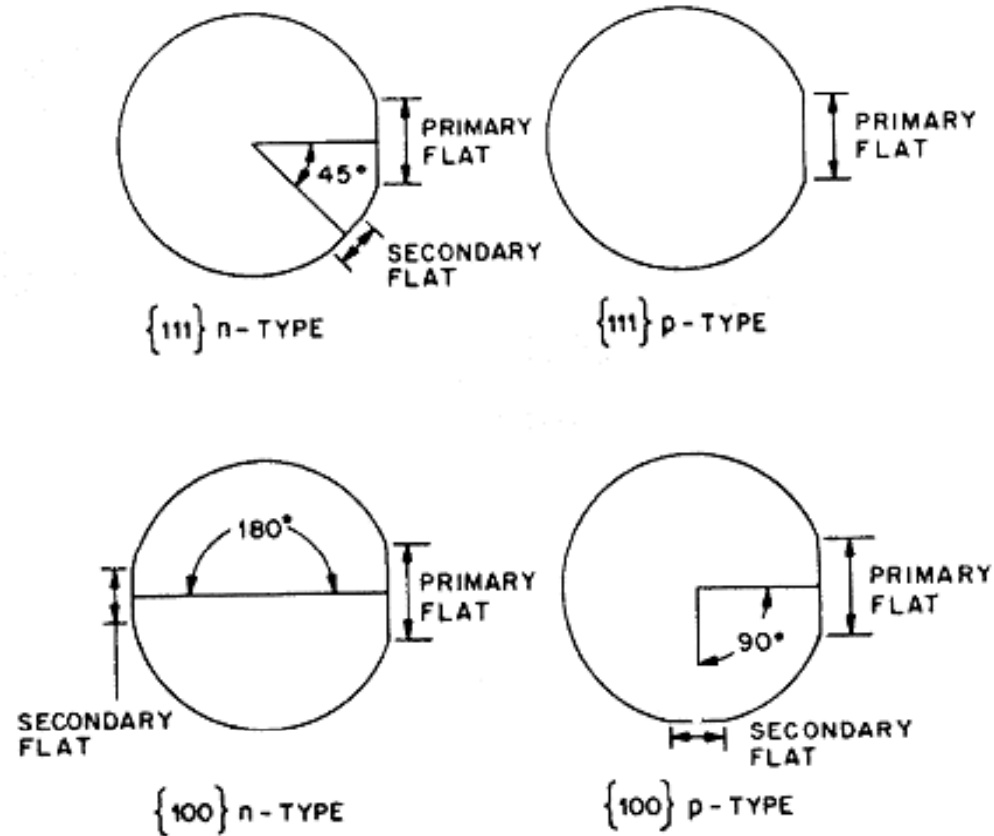 PRIMARY
FLAT
45°
SECONDARY
FLAT
{111} n-TYPE
PRIMARY
FLAT
{111} p-TYPE
180°
PRIMARY
FLAT
SECONDARY
FLAT
{100} n-TYPE
PRIMARY
FLAT
90°
SECONDARY
FLAT
{100} p-TYPE